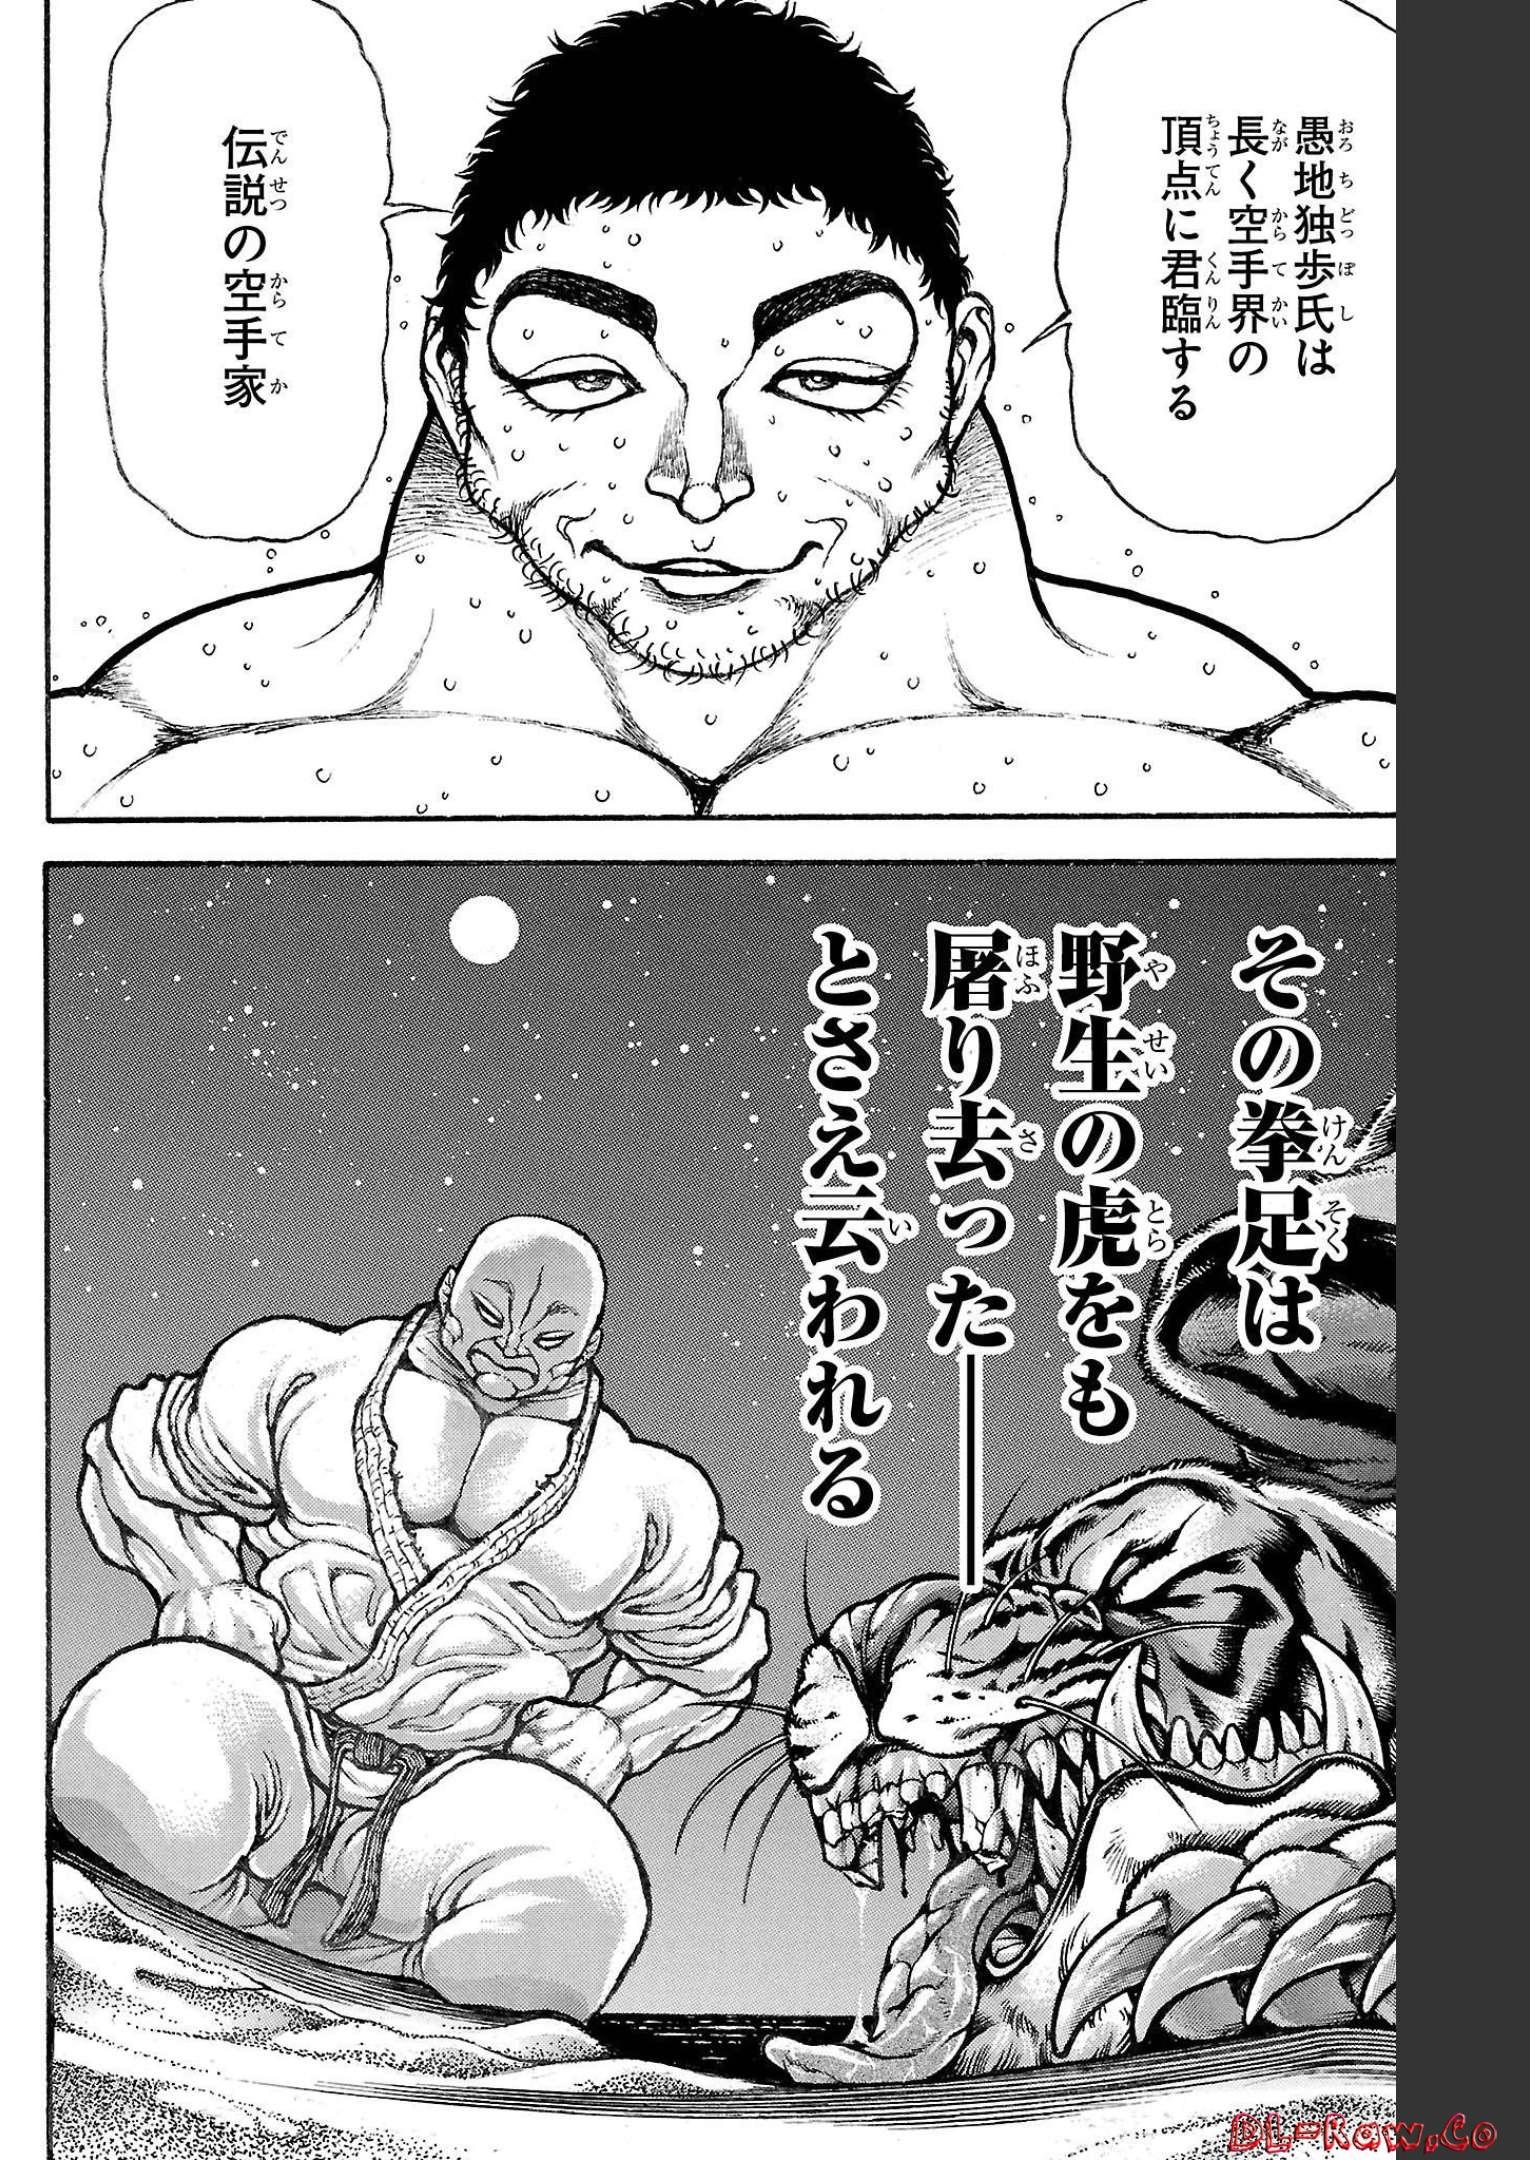 愚地独歩氏は
長く空手界の
頂点に君臨する
伝説の空手家
その拳足は
野生の虎をも
屠り去った――
とさえ云われる
DL-Raw.Co